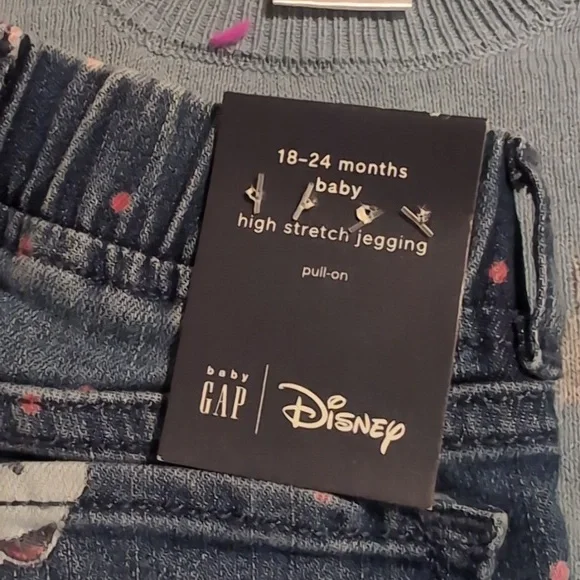 18–24 months
baby
high stretch jegging
pull-on
baby
GAP
Disney